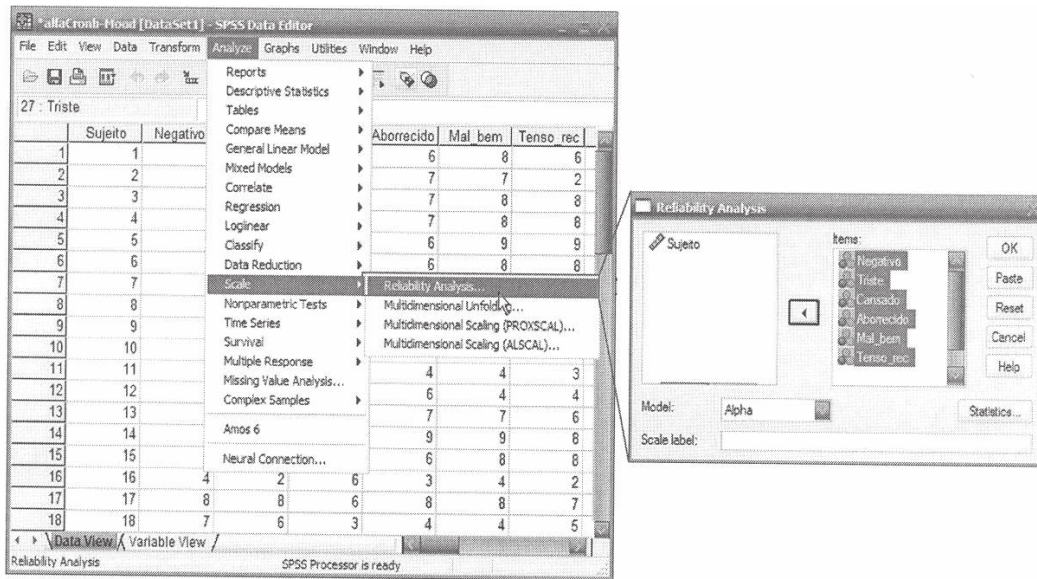 *alfaCronb-Mood [DataSet1] - SPSS Data Editor
File Edit View Data Transform Analyze Graphs Utilities Window Help
27 : Triste
Sujeito Negativo Aborrecido Mal_bem Tenso_rec
Reports
Descriptive Statistics
Tables
Compare Means
General Linear Model
Mixed Models
Correlate
Regression
Loglinear
Classify
Data Reduction
Scale
Nonparametric Tests
Time Series
Survival
Multiple Response
Missing Value Analysis...
Complex Samples
Amos 6
Neural Connection...
Reliability Analysis...
Multidimensional Unfolding...
Multidimensional Scaling (PROXSCAL)...
Multidimensional Scaling (ALSCAL)...
1 1 6 8 6
2 2 7 7 2
3 3 7 8 8
4 4 7 8 8
5 5 6 9 9
6 6 6 8 8
7 7
8 8
9 9
10 10
11 11 4 4 3
12 12 6 4 4
13 13 7 7 6
14 14 9 9 8
15 15 6 8 8
16 16 4 2 6 3 4 2
17 17 8 8 6 8 8 7
18 18 7 6 3 4 4 5
Data View Variable View
Reliability Analysis SPSS Processor is ready
Reliability Analysis
Sujeito
Items:
Negativo
Triste
Cansado
Aborrecido
Mal_bem
Tenso_rec
OK
Paste
Reset
Cancel
Help
Model: Alpha
Statistics...
Scale label: